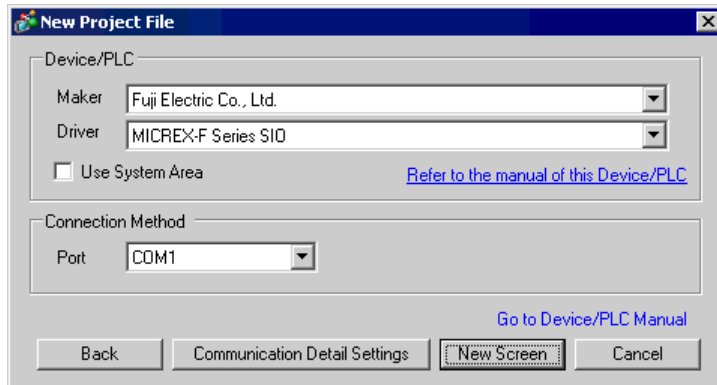 New Project File
Device/PLC
Maker Fuji Electric Co., Ltd.
Driver MICREX-F Series SIO
Use System Area Refer to the manual of this Device/PLC
Connection Method
Port COM1
Go to Device/PLC Manual
Back Communication Detail Settings New Screen Cancel